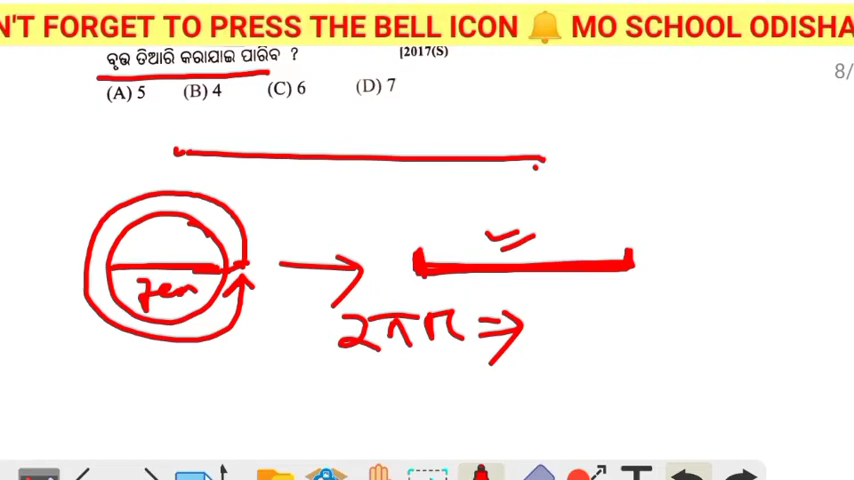 N'T FORGET TO PRESS THE BELL ICON 🔔 MO SCHOOL ODISHA
ବୃତ୍ତ ତିଆରି କରାଯାଇ ପାରିବ ? [2017(S)
(A) 5 (B) 4 (C) 6 (D) 7
8/
7cm
2πr ⇒